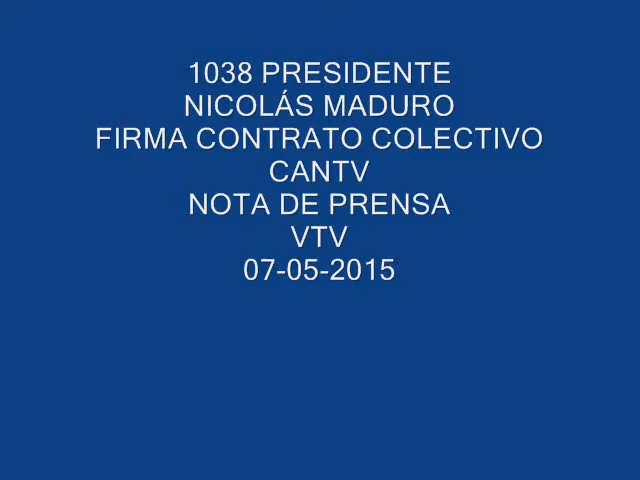 1038 PRESIDENTE
NICOLÁS MADURO
FIRMA CONTRATO COLECTIVO
CANTV
NOTA DE PRENSA
VTV
07-05-2015